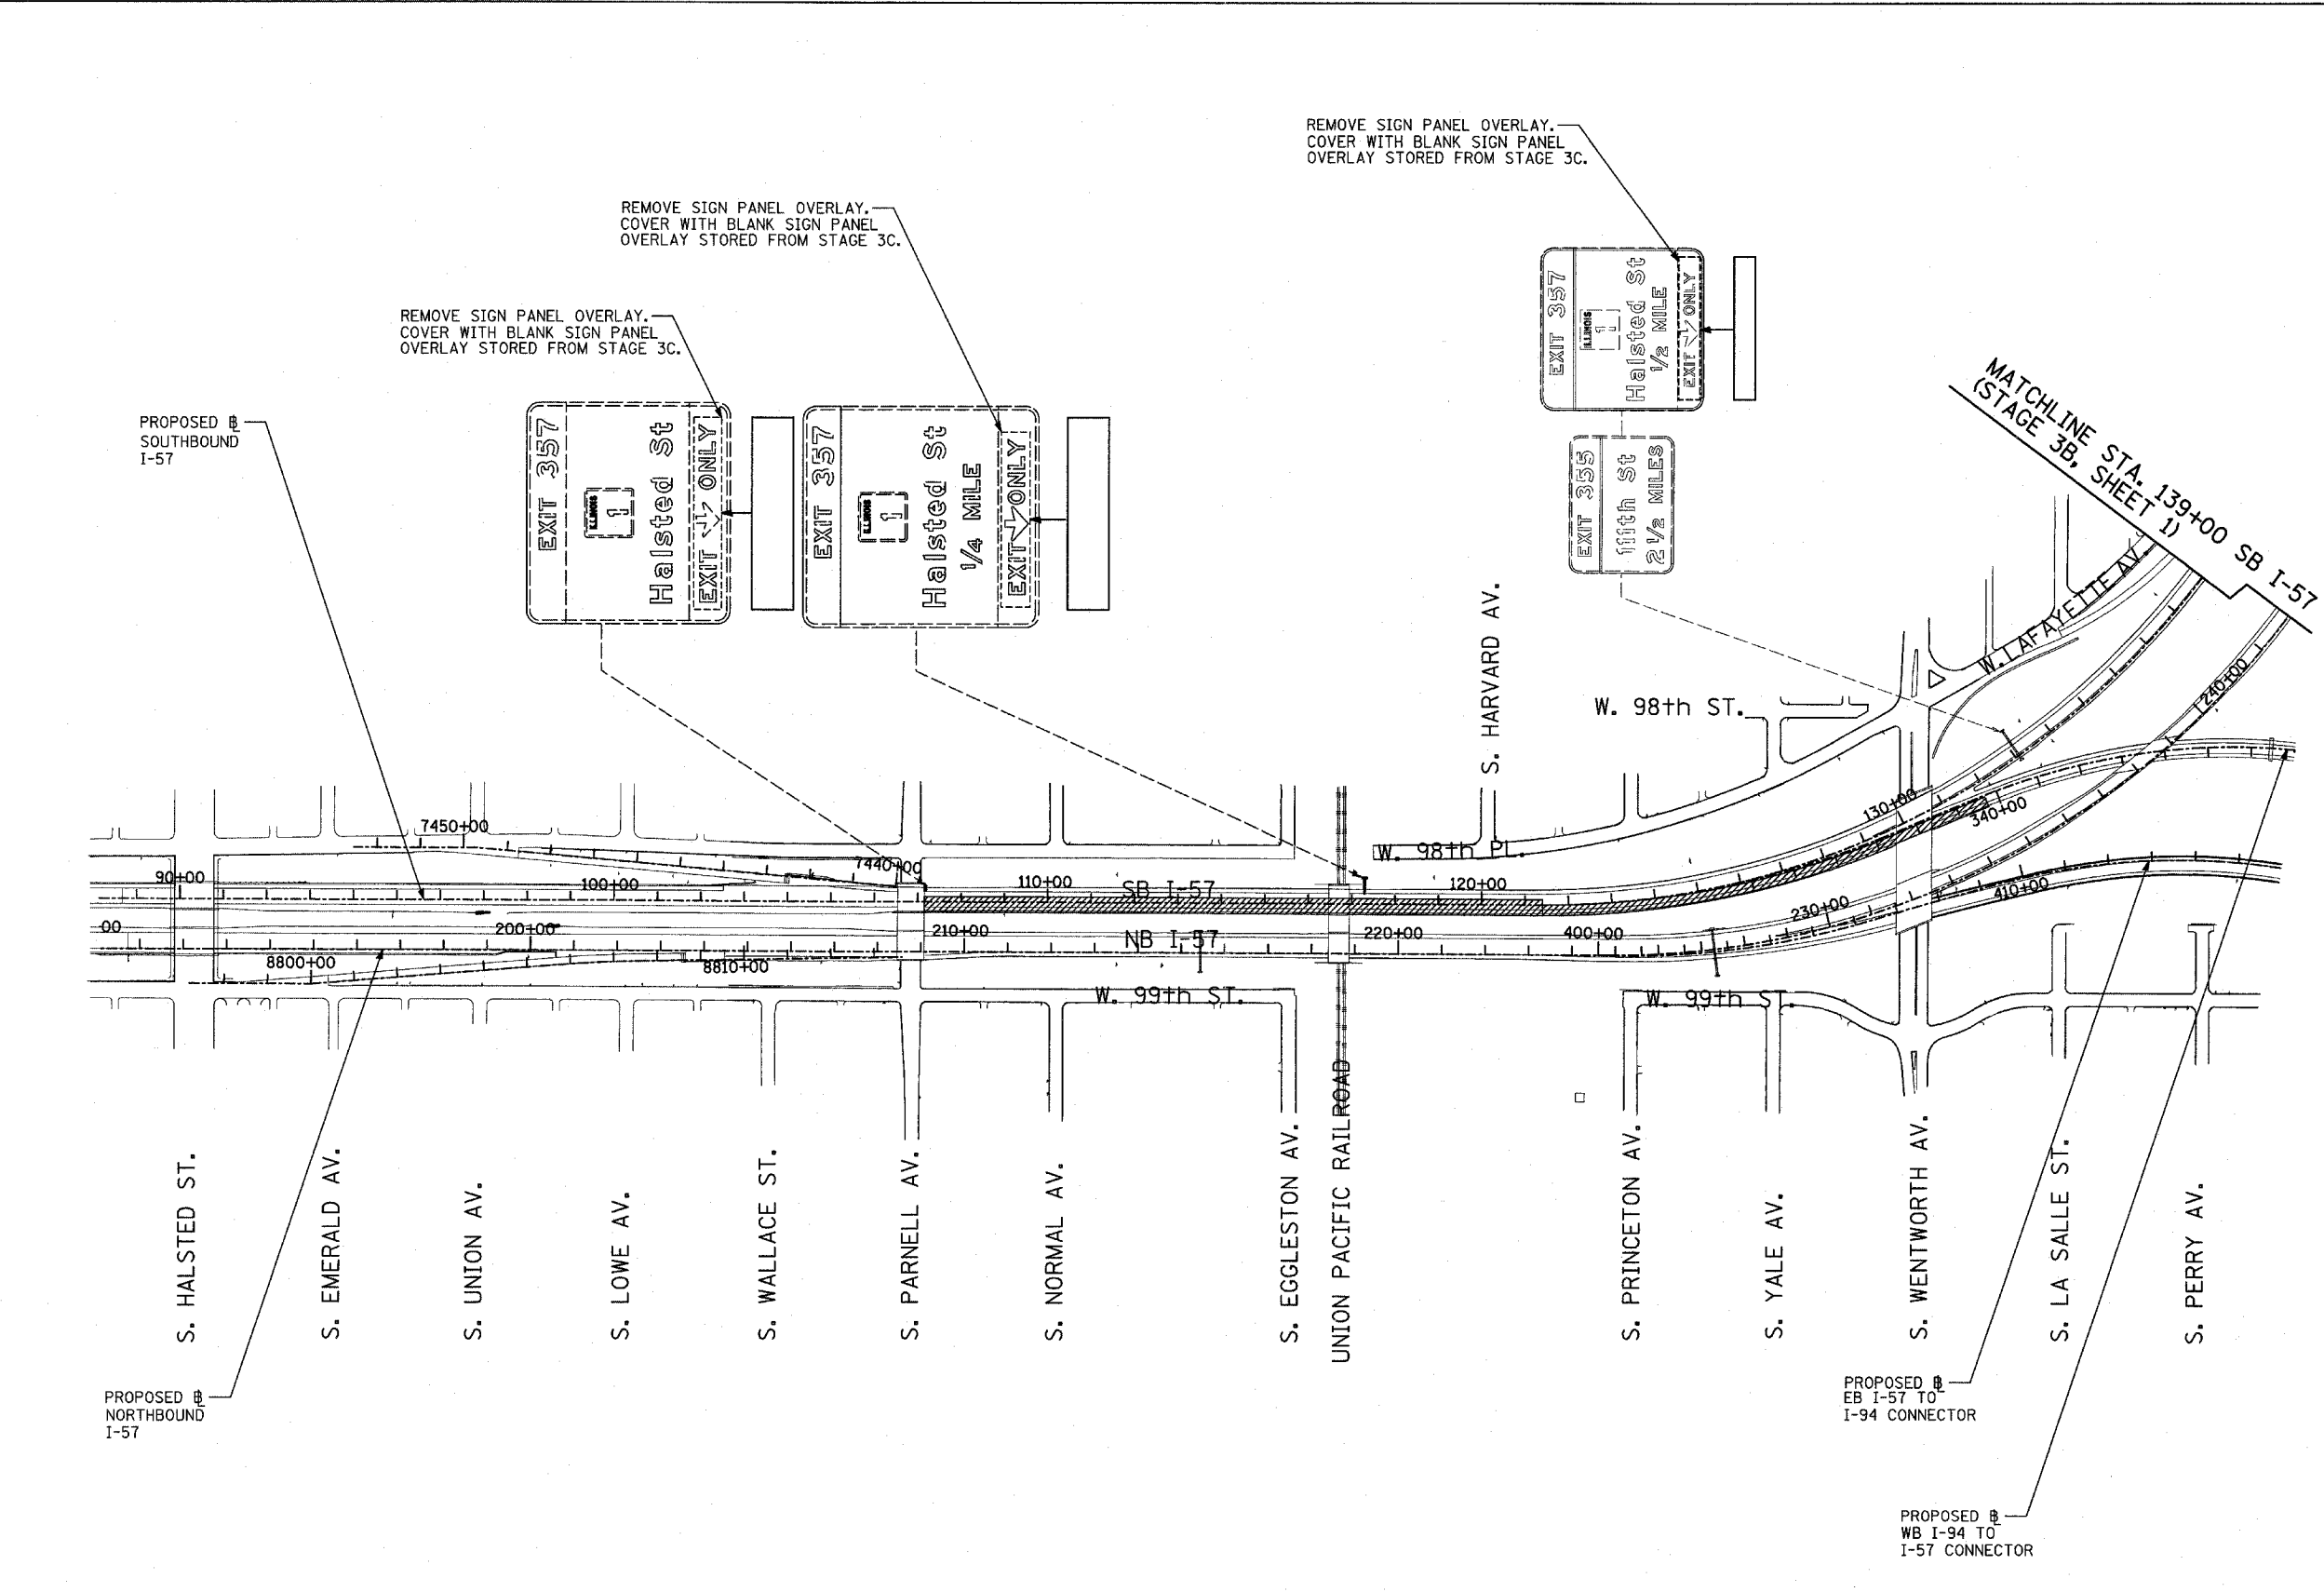 REMOVE SIGN PANEL OVERLAY.
COVER WITH BLANK SIGN PANEL
OVERLAY STORED FROM STAGE 3C.
REMOVE SIGN PANEL OVERLAY.
COVER WITH BLANK SIGN PANEL
OVERLAY STORED FROM STAGE 3C.
REMOVE SIGN PANEL OVERLAY.
COVER WITH BLANK SIGN PANEL
OVERLAY STORED FROM STAGE 3C.
PROPOSED ℄
SOUTHBOUND
I-57
EXIT 357
ILLINOIS
1
Halsted St
EXIT ONLY
EXIT 357
ILLINOIS
1
Halsted St
1/4 MILE
EXIT ONLY
EXIT 357
ILLINOIS
1
Halsted St
1/2 MILE
EXIT ONLY
EXIT 355
111th St
2 1/2 MILES
MATCHLINE STA. 139+00 SB I-57
(STAGE 3B, SHEET 1)
W. LAFAYETTE AV.
240+00
S. HARVARD AV.
W. 98th ST.
130+00
340+00
7450+00
7440+00
W. 98th PL.
90+00
100+00
110+00
SB I-57
120+00
410+00
230+00
00
200+00
210+00
NB I-57
220+00
400+00
8800+00
8810+00
W. 99th ST.
W. 99th ST.
S. HALSTED ST.
S. EMERALD AV.
S. UNION AV.
S. LOWE AV.
S. WALLACE ST.
S. PARNELL AV.
S. NORMAL AV.
S. EGGLESTON AV.
UNION PACIFIC RAILROAD
S. PRINCETON AV.
S. YALE AV.
S. WENTWORTH AV.
S. LA SALLE ST.
S. PERRY AV.
PROPOSED ℄
NORTHBOUND
I-57
PROPOSED ℄
EB I-57 TO
I-94 CONNECTOR
PROPOSED ℄
WB I-94 TO
I-57 CONNECTOR